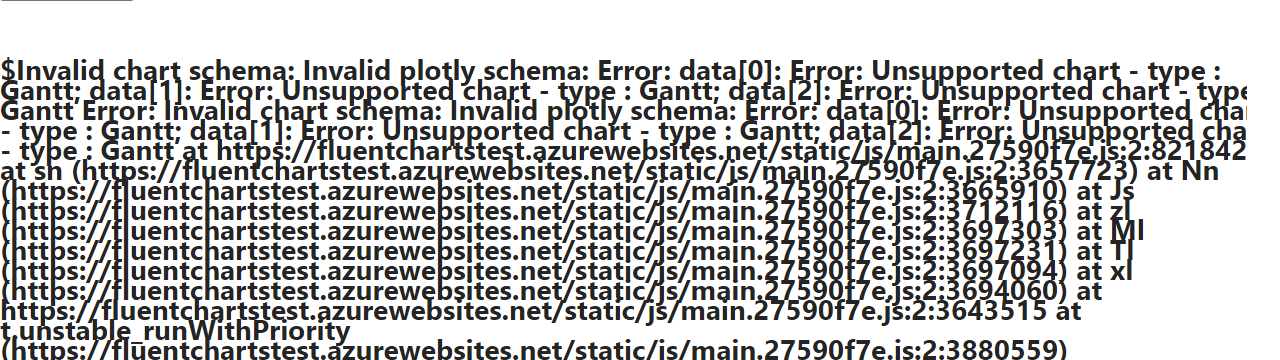 $Invalid chart schema: Invalid plotly schema: Error: data[0]: Error: Unsupported chart - type :
Gantt; data[1]: Error: Unsupported chart - type : Gantt; data[2]: Error: Unsupported chart - type
Gantt Error: Invalid chart schema: Invalid plotly schema: Error: data[0]: Error: Unsupported
- type : Gantt; data[1]: Error: Unsupported chart - type : Gantt; data[2]: Error: Unsupported
- type : Gantt at https://fluentchartstest.azurewebsites.net/static/js/main.27590f7e.js:2:821842
at sh (https://fluentchartstest.azurewebsites.net/static/js/main.27590f7e.js:2:3657723) at Nn
(https://fluentchartstest.azurewebsites.net/static/js/main.27590f7e.js:2:3665910) at Js
(https://fluentchartstest.azurewebsites.net/static/js/main.27590f7e.js:2:3712116) at zl
(https://fluentchartstest.azurewebsites.net/static/js/main.27590f7e.js:2:3697303) at Ml
(https://fluentchartstest.azurewebsites.net/static/js/main.27590f7e.js:2:3697231) at Tl
(https://fluentchartstest.azurewebsites.net/static/js/main.27590f7e.js:2:3697094) at xl
(https://fluentchartstest.azurewebsites.net/static/js/main.27590f7e.js:2:3694060) at
https://fluentchartstest.azurewebsites.net/static/js/main.27590f7e.js:2:3643515 at
t.unstable_runWithPriority
(https://fluentchartstest.azurewebsites.net/static/js/main.27590f7e.js:2:3880559)